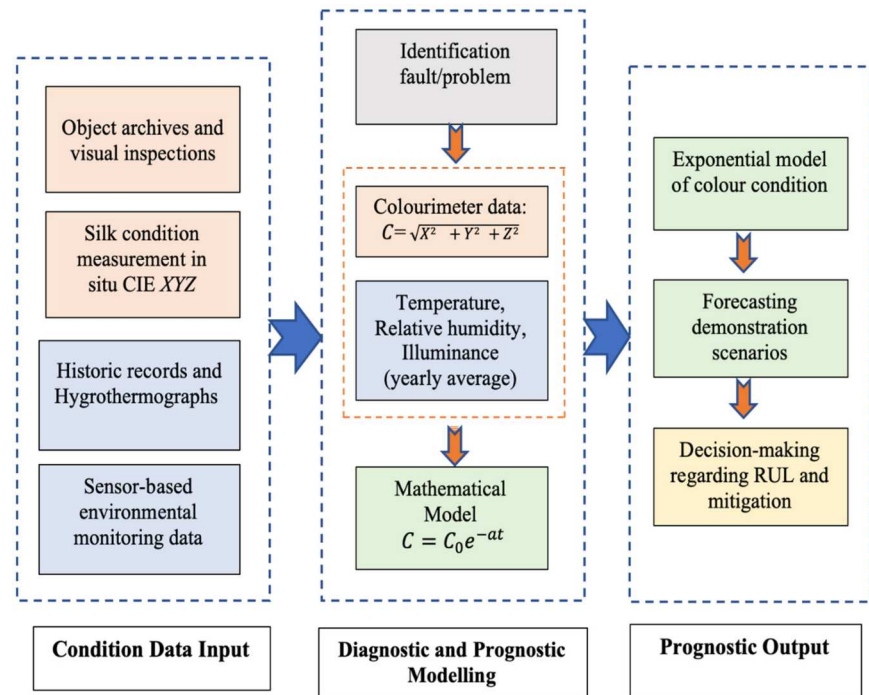 Object archives and
visual inspections
Silk condition
measurement in
situ CIE XYZ
Historic records and
Hygrothermographs
Sensor-based
environmental
monitoring data
Condition Data Input
Identification
fault/problem
Colourimeter data:
C=√X² + Y² + Z²
Temperature,
Relative humidity,
Illuminance
(yearly average)
Mathematical
Model
C = C₀e⁻ᵃᵗ
Diagnostic and Prognostic
Modelling
Exponential model
of colour condition
Forecasting
demonstration
scenarios
Decision-making
regarding RUL and
mitigation
Prognostic Output